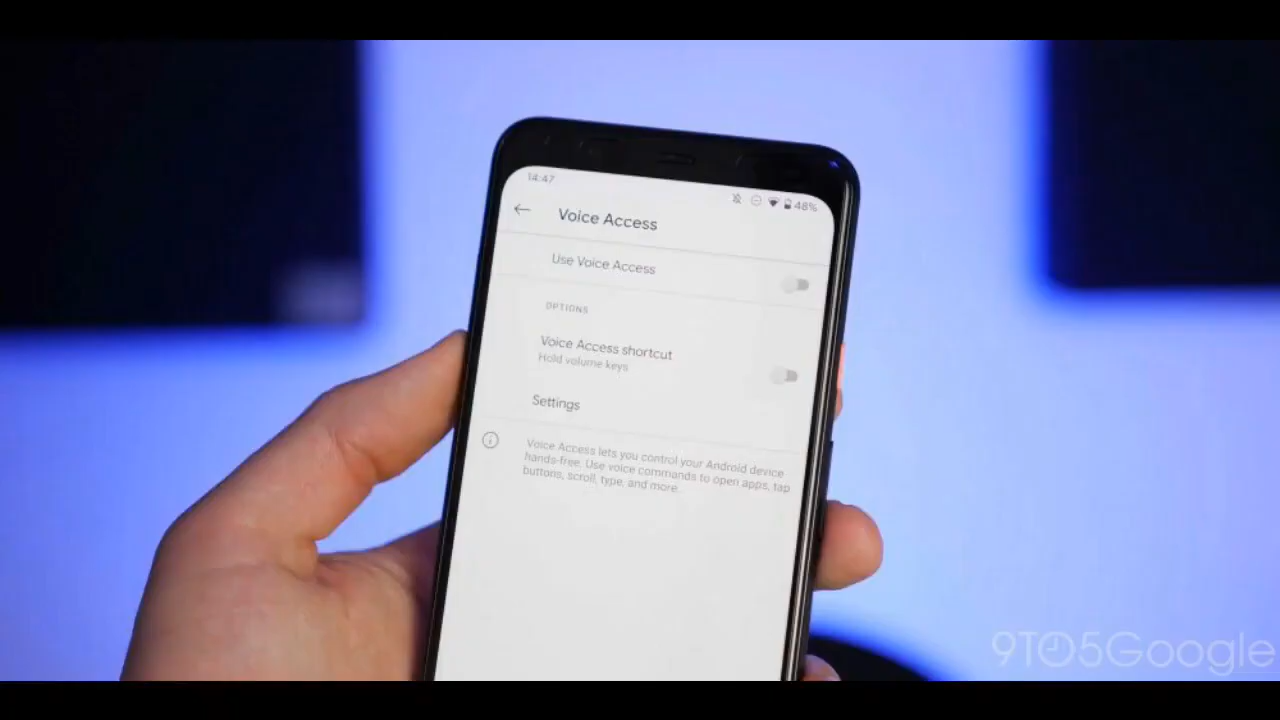 14:47
48%
Voice Access
Use Voice Access
OPTIONS
Voice Access shortcut
Hold volume keys
Settings
Voice Access lets you control your Android device
hands-free. Use voice commands to open apps, tap
buttons, scroll, type, and more.
9TO5Google